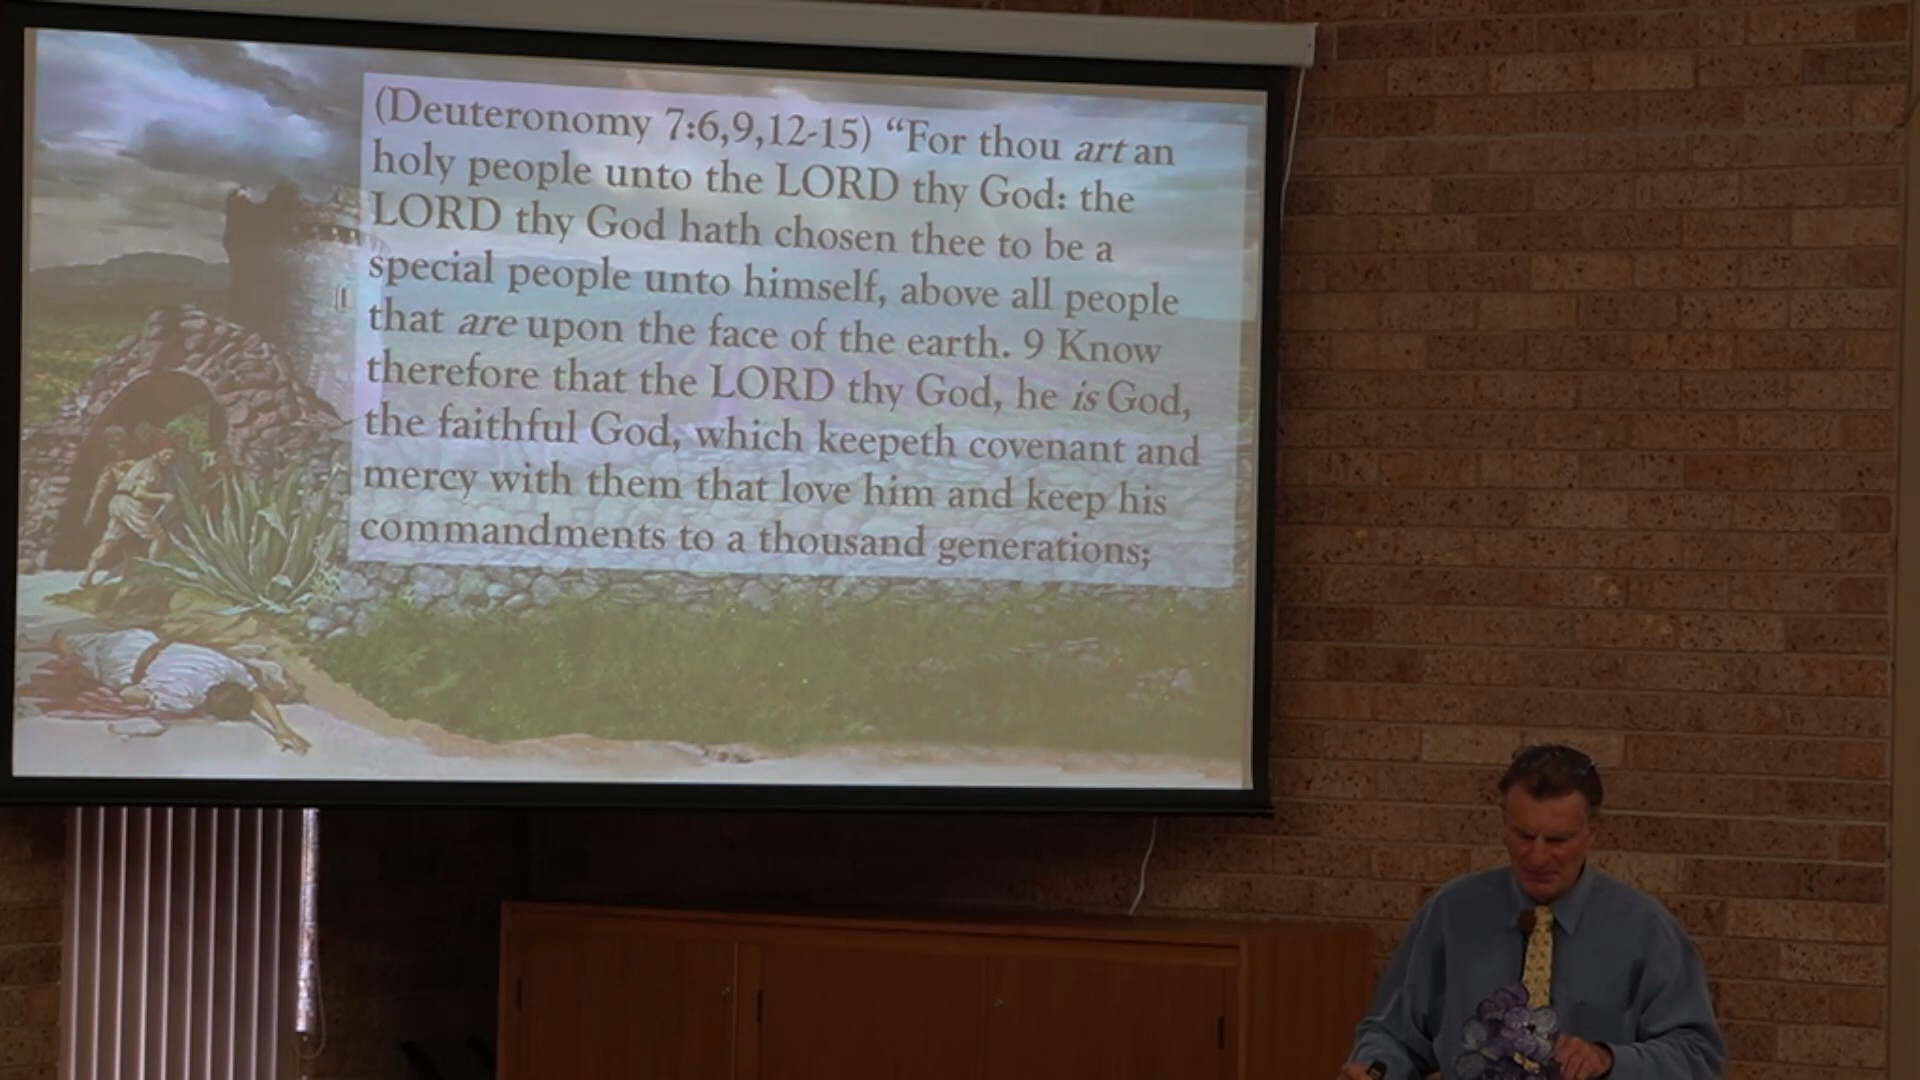 (Deuteronomy 7:6,9,12-15) “For thou art an
holy people unto the LORD thy God: the
LORD thy God hath chosen thee to be a
special people unto himself, above all people
that are upon the face of the earth. 9 Know
therefore that the LORD thy God, he is God,
the faithful God, which keepeth covenant and
mercy with them that love him and keep his
commandments to a thousand generations;